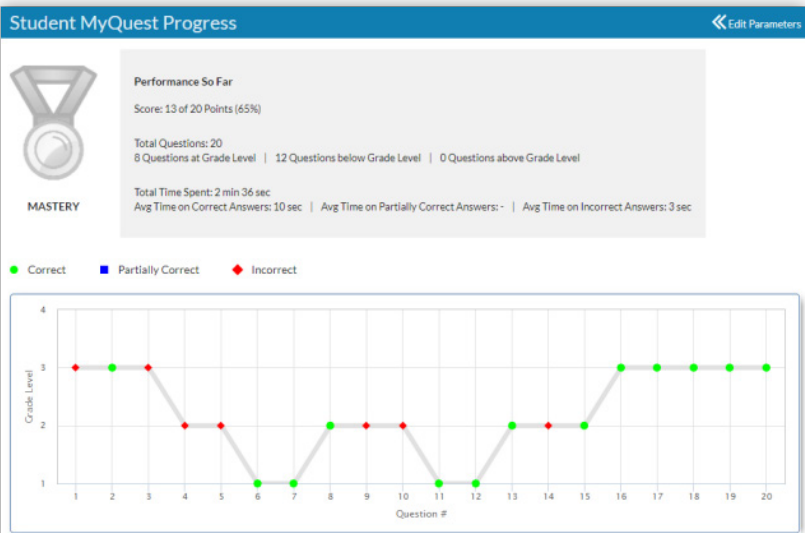 Student MyQuest Progress
Edit Parameters
Performance So Far
Score: 13 of 20 Points (65%)
Total Questions: 20
8 Questions at Grade Level | 12 Questions below Grade Level | 0 Questions above Grade Level
Total Time Spent: 2 min 36 sec
Avg Time on Correct Answers: 10 sec | Avg Time on Partially Correct Answers: - | Avg Time on Incorrect Answers: 3 sec
MASTERY
Correct Partially Correct Incorrect
4
3
2
1
Grade Level
1 2 3 4 5 6 7 8 9 10 11 12 13 14 15 16 17 18 19 20
Question #